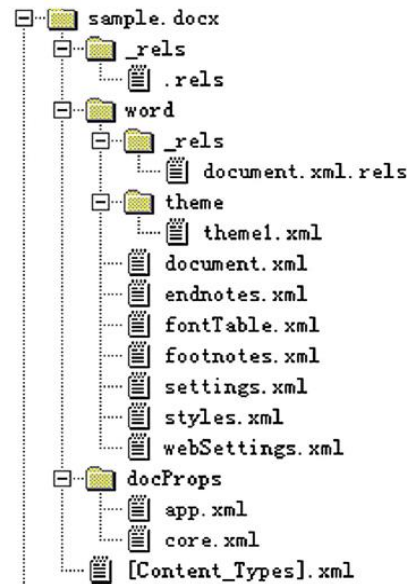 sample.docx
_rels
.rels
word
_rels
document.xml.rels
theme
theme1.xml
document.xml
endnotes.xml
fontTable.xml
footnotes.xml
settings.xml
styles.xml
webSettings.xml
docProps
app.xml
core.xml
[Content_Types].xml